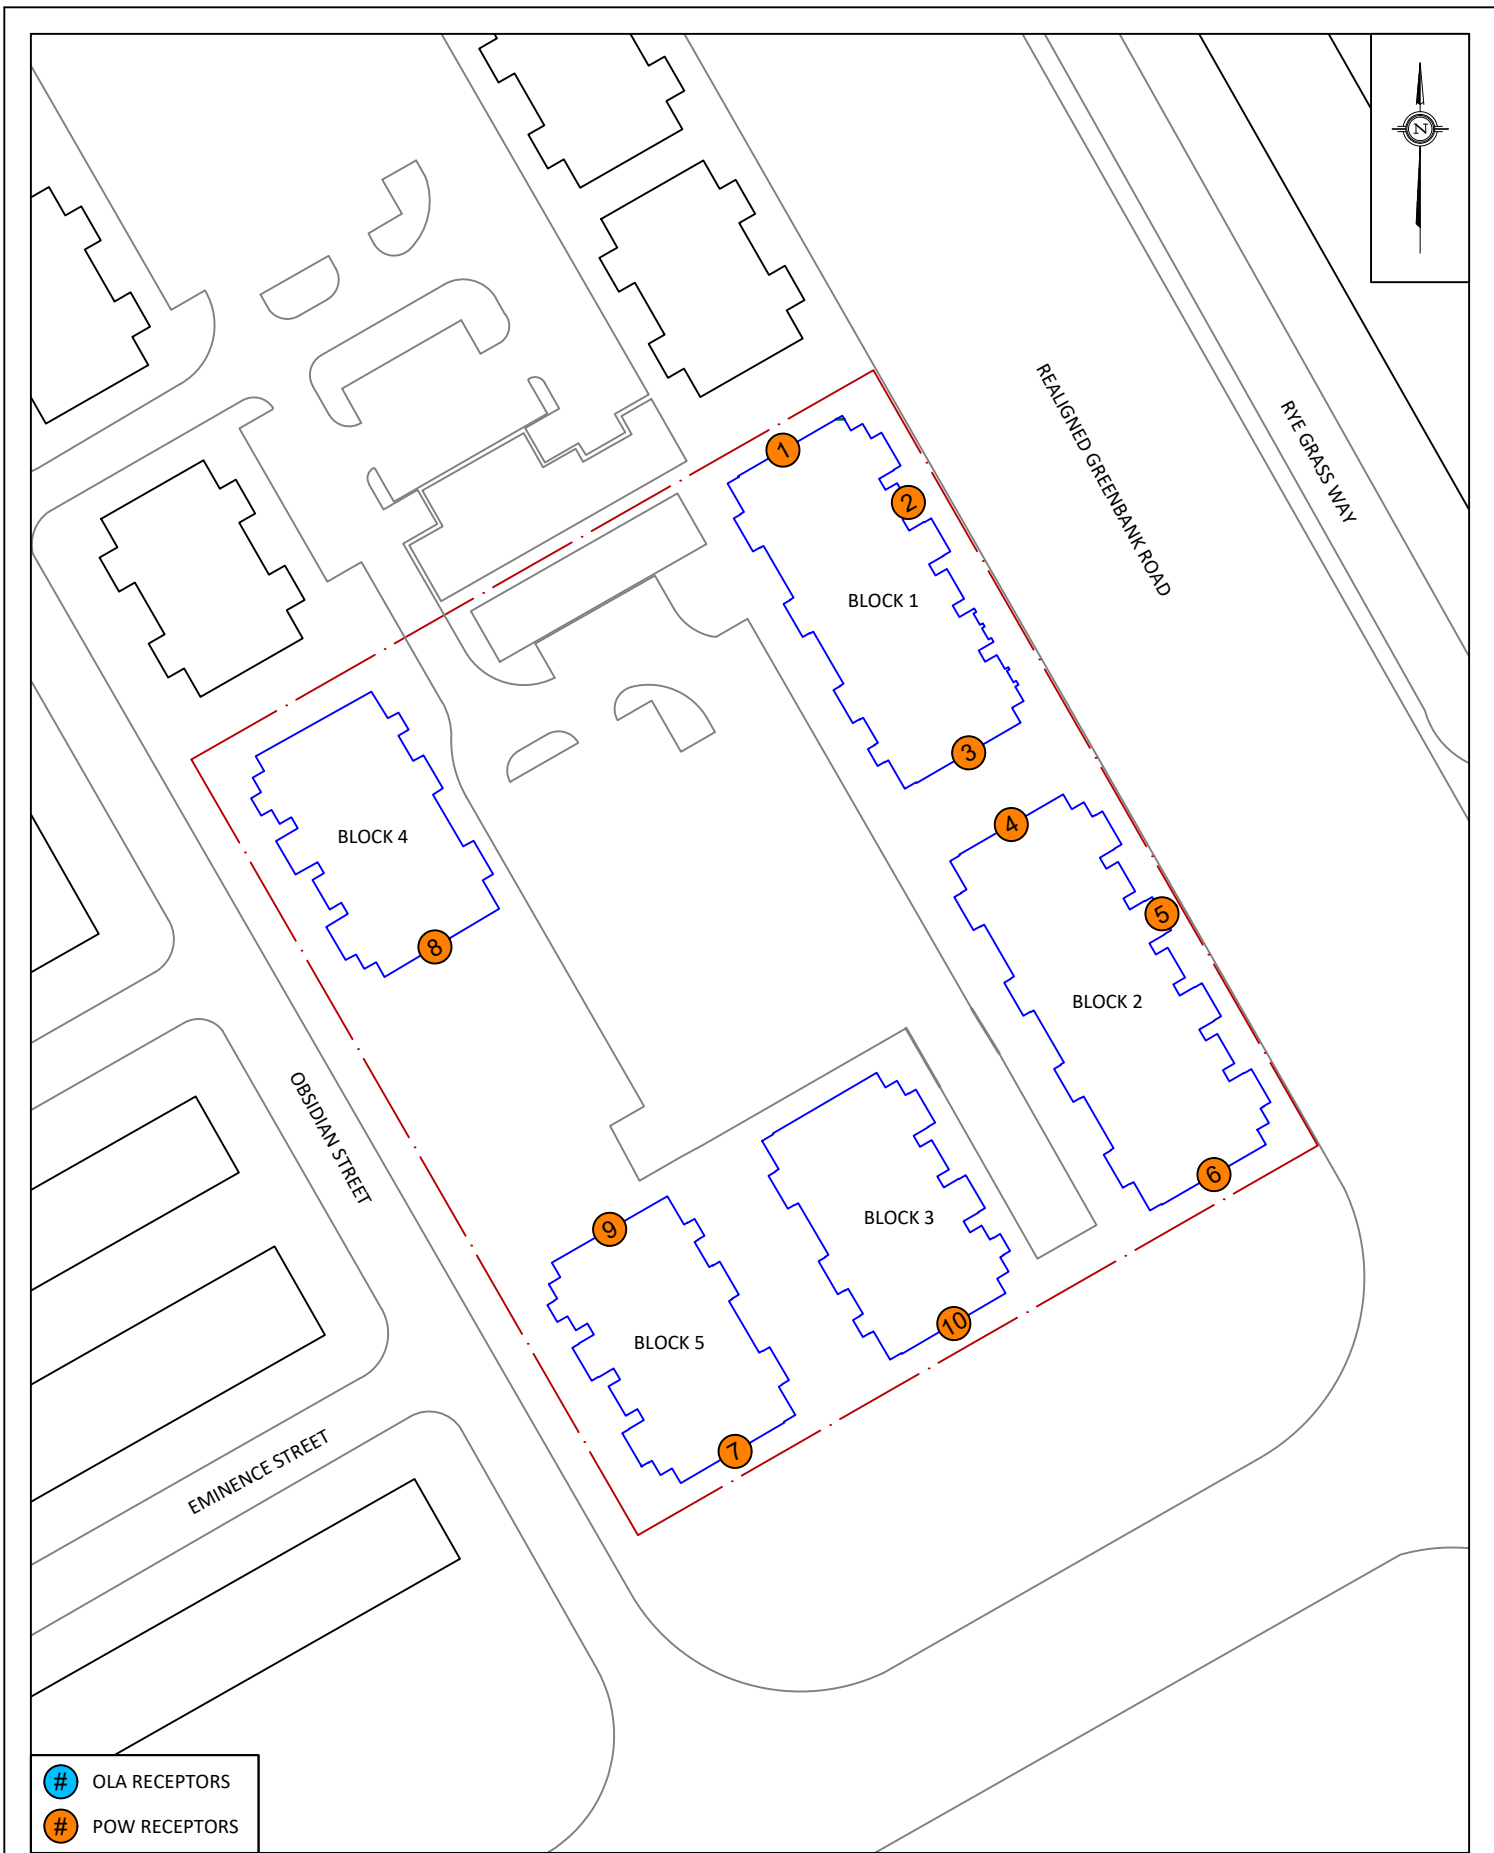 N
REALIGNED GREENBANK ROAD
RYE GRASS WAY
1
2
BLOCK 1
3
4
BLOCK 4
5
8
BLOCK 2
OBSIDIAN STREET
6
BLOCK 3
9
10
BLOCK 5
7
EMINENCE STREET
# OLA RECEPTORS
# POW RECEPTORS